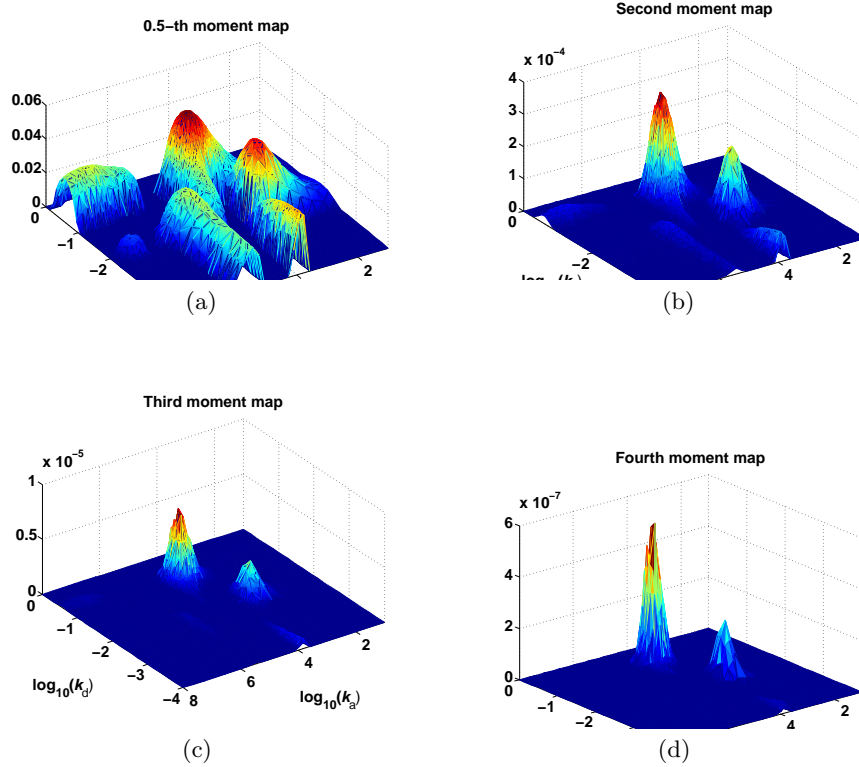 0.5−th moment map
0.06
0.04
0.02
0
0
−1
−2
2
(a)
Second moment map
x 10−4
4
3
2
1
0
0
−2
4
2
(b)
Third moment map
x 10−5
1
0.5
0
0
−1
−2
−3
−4
8
6
4
2
log10(kd)
log10(ka)
(c)
Fourth moment map
x 10−7
6
4
2
0
0
−1
−2
4
2
(d)